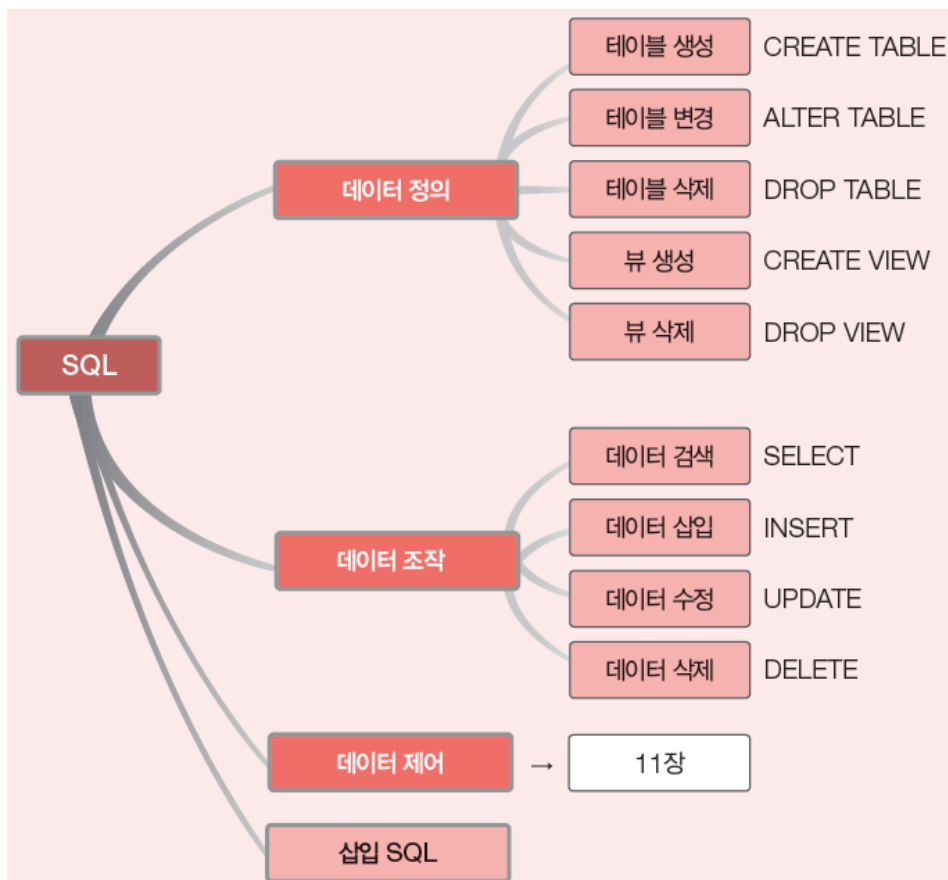 SQL
데이터 정의
테이블 생성 CREATE TABLE
테이블 변경 ALTER TABLE
테이블 삭제 DROP TABLE
뷰 생성 CREATE VIEW
뷰 삭제 DROP VIEW
데이터 조작
데이터 검색 SELECT
데이터 삽입 INSERT
데이터 수정 UPDATE
데이터 삭제 DELETE
데이터 제어 → 11장
삽입 SQL